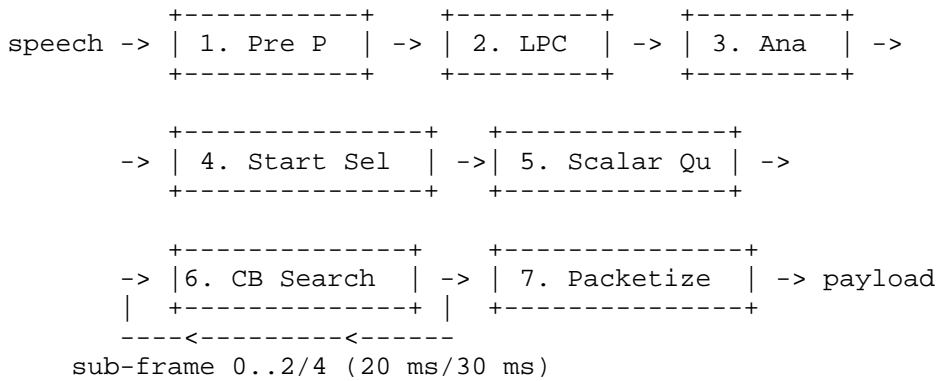 speech -> | 1. Pre P | -> | 2. LPC | -> | 3. Ana | ->
-> | 4. Start Sel | ->| 5. Scalar Qu | ->
-> |6. CB Search | -> | 7. Packetize | -> payload
sub-frame 0..2/4 (20 ms/30 ms)